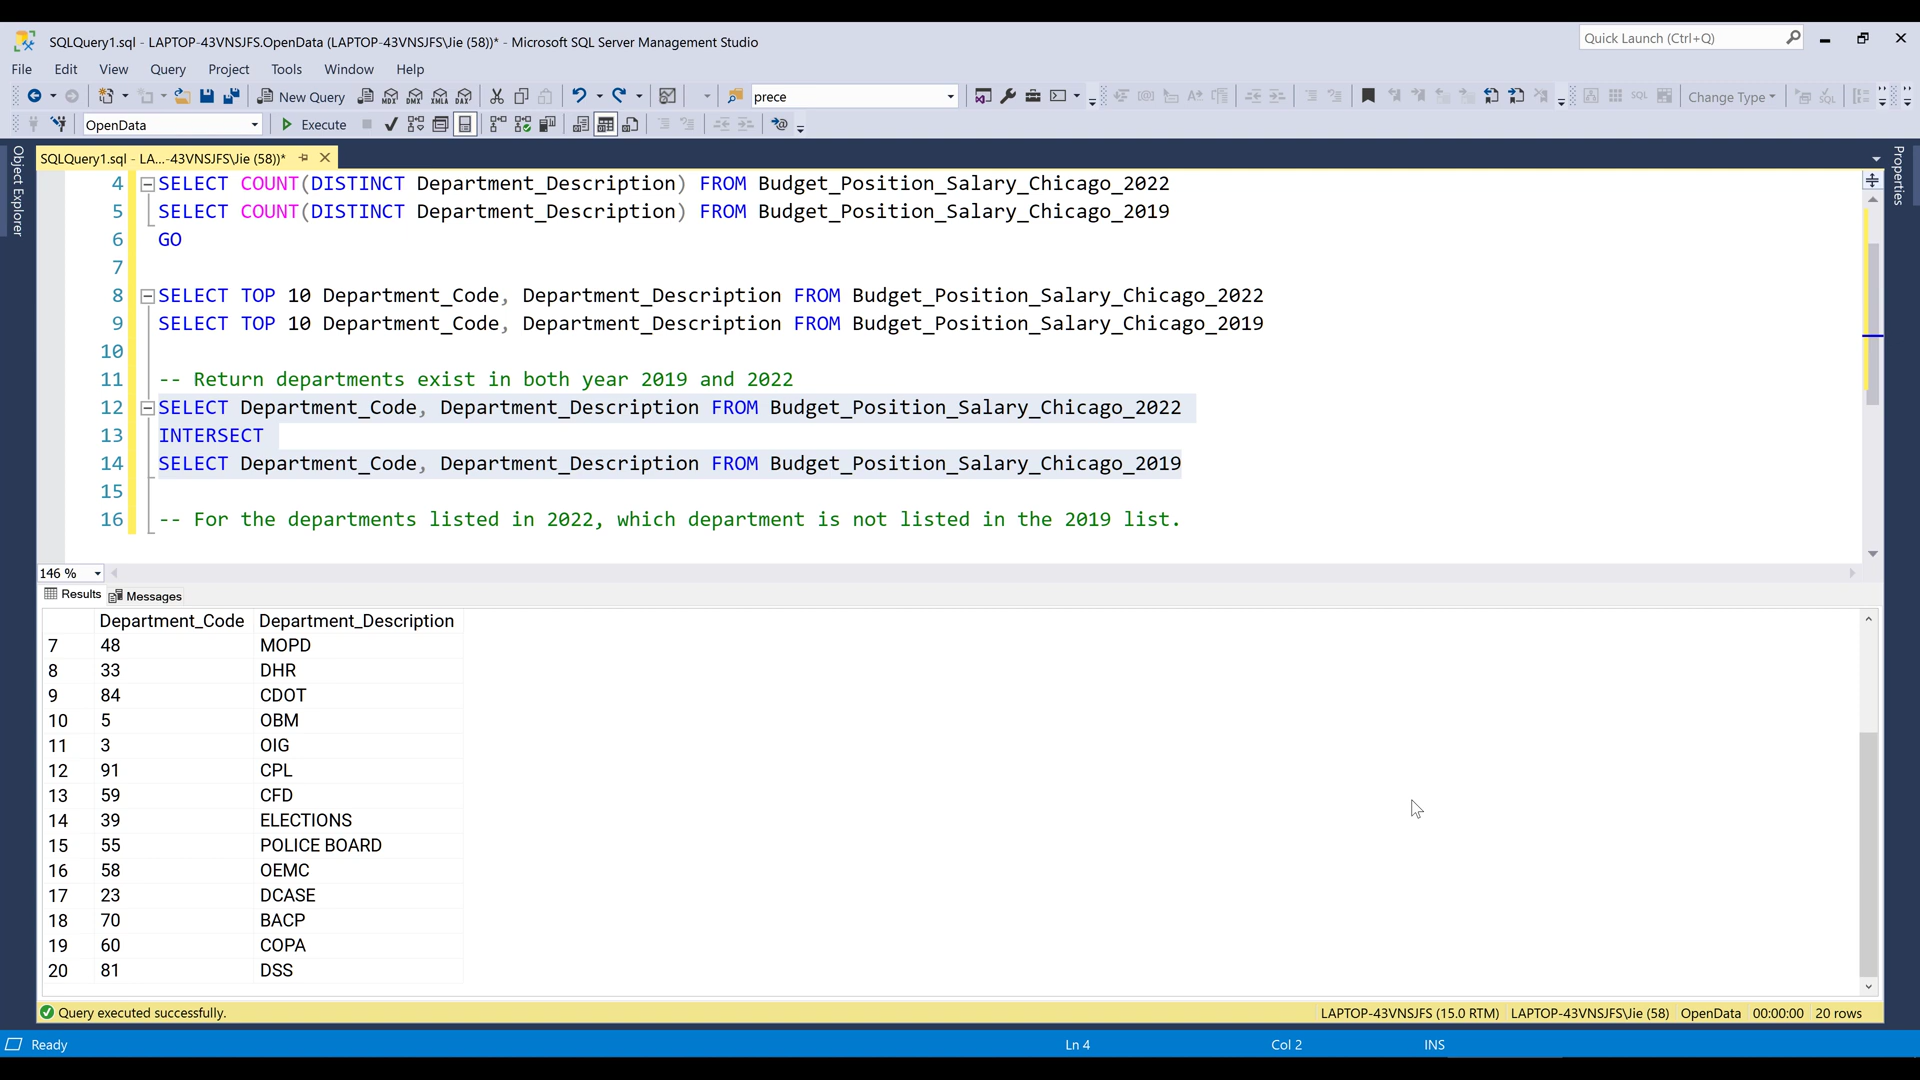 SQLQuery1.sql - LAPTOP-43VNSJFS.OpenData (LAPTOP-43VNSJFS\Jie (58))* - Microsoft SQL Server Management Studio
Quick Launch (Ctrl+Q)
File Edit View Query Project Tools Window Help
New Query
MDX DMX XMLA DAX
prece
SQL
Change Type
OpenData
Execute
Object Explorer
SQLQuery1.sql - LA...-43VNSJFS\Jie (58))*
Properties
4 SELECT COUNT(DISTINCT Department_Description) FROM Budget_Position_Salary_Chicago_2022
5 SELECT COUNT(DISTINCT Department_Description) FROM Budget_Position_Salary_Chicago_2019
6 GO
7
8 SELECT TOP 10 Department_Code, Department_Description FROM Budget_Position_Salary_Chicago_2022
9 SELECT TOP 10 Department_Code, Department_Description FROM Budget_Position_Salary_Chicago_2019
10
11 -- Return departments exist in both year 2019 and 2022
12 SELECT Department_Code, Department_Description FROM Budget_Position_Salary_Chicago_2022
13 INTERSECT
14 SELECT Department_Code, Department_Description FROM Budget_Position_Salary_Chicago_2019
15
16 -- For the departments listed in 2022, which department is not listed in the 2019 list.
146 %
Results Messages
Department_Code Department_Description
7 48 MOPD
8 33 DHR
9 84 CDOT
10 5 OBM
11 3 OIG
12 91 CPL
13 59 CFD
14 39 ELECTIONS
15 55 POLICE BOARD
16 58 OEMC
17 23 DCASE
18 70 BACP
19 60 COPA
20 81 DSS
Query executed successfully.
LAPTOP-43VNSJFS (15.0 RTM) LAPTOP-43VNSJFS\Jie (58) OpenData 00:00:00 20 rows
Ready Ln 4 Col 2 INS